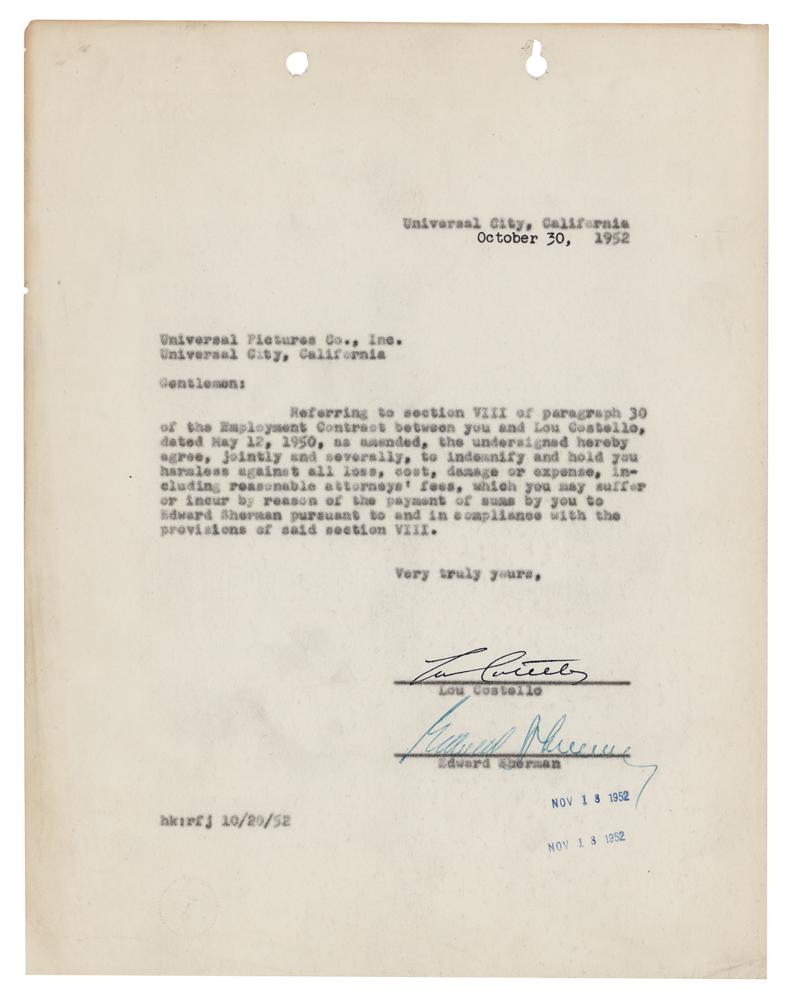 Universal City, California
October 30, 1952
Universal Pictures Co., Inc.
Universal City, California
Gentlemen:
Referring to section VIII of paragraph 30
of the Employment Contract between you and Lou Costello,
dated May 12, 1950, as amended, the undersigned hereby
agree, jointly and severally, to indemnify and hold you
harmless against all loss, cost, damage or expense, in-
cluding reasonable attorneys' fees, which you may suffer
or incur by reason of the payment of sums by you to
Edward Sherman pursuant to and in compliance with the
provisions of said section VIII.
Very truly yours,
Lou Costello
Lou Costello
Edward Sherman
Edward Sherman
NOV 18 1952
hk:rfj 10/20/52
NOV 18 1952